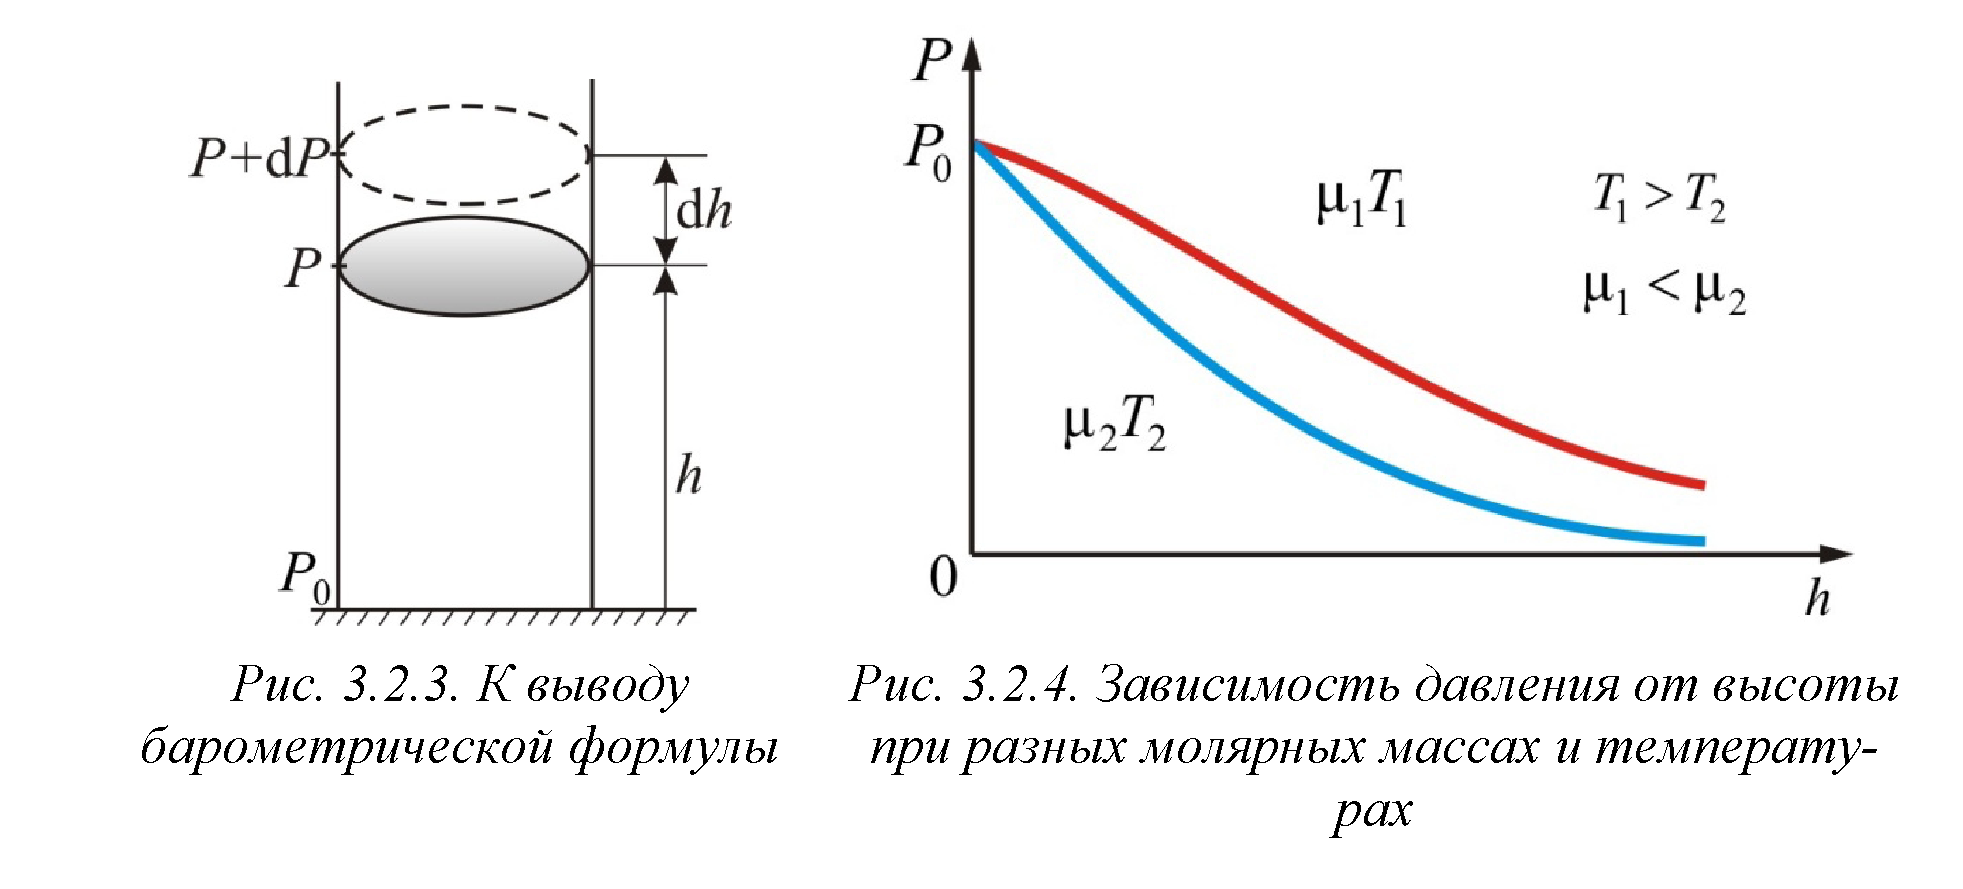 P+dP
dh
P
h
P₀
Рис. 3.2.3. К выводу
барометрической формулы
P
P₀
μ₁T₁
T₁ > T₂
μ₁ < μ₂
μ₂T₂
0
h
Рис. 3.2.4. Зависимость давления от высоты
при разных молярных массах и температу-
рах